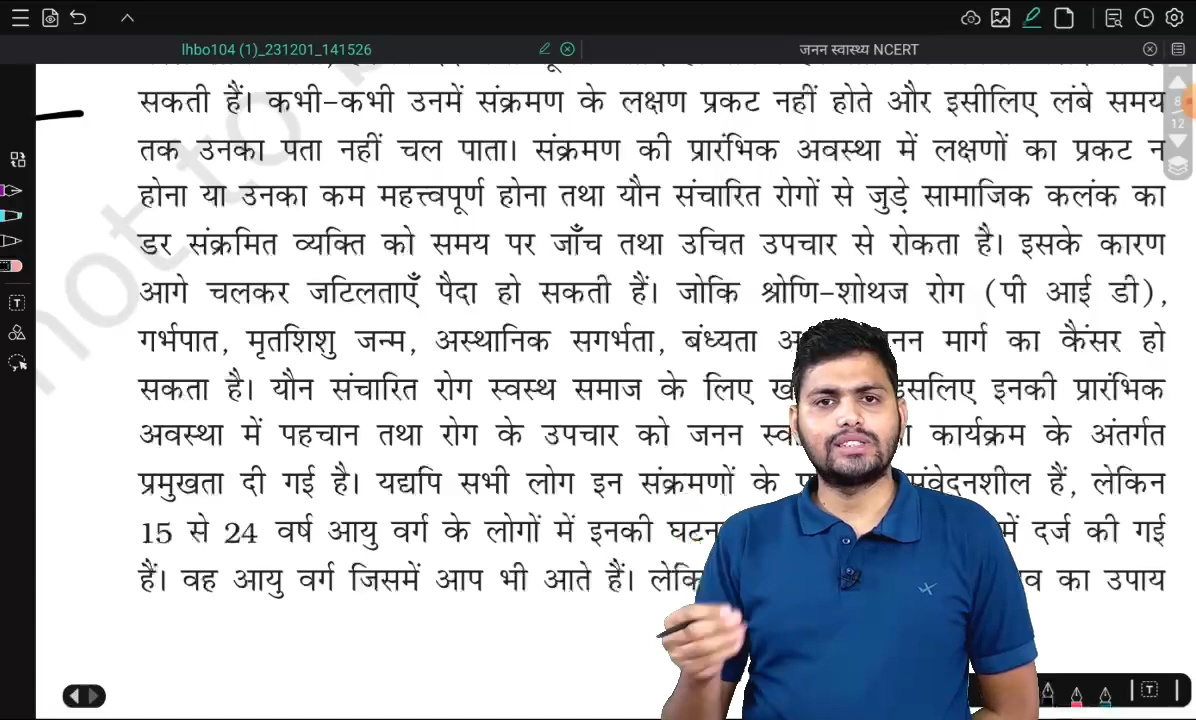 lhbo104 (1)_231201_141526
जनन स्वास्थ्य NCERT
सकती हैं। कभी-कभी उनमें संक्रमण के लक्षण प्रकट नहीं होते और इसीलिए लंबे समय
8
12
तक उनका पता नहीं चल पाता। संक्रमण की प्रारंभिक अवस्था में लक्षणों का प्रकट न
होना या उनका कम महत्त्वपूर्ण होना तथा यौन संचारित रोगों से जुड़े सामाजिक कलंक का
डर संक्रमित व्यक्ति को समय पर जाँच तथा उचित उपचार से रोकता है। इसके कारण
आगे चलकर जटिलताएँ पैदा हो सकती हैं। जोकि श्रोणि-शोथज रोग (पी आई डी),
गर्भपात, मृतशिशु जन्म, अस्थानिक सगर्भता, बंध्यता मार्ग का कैंसर हो
सकता है। यौन संचारित रोग स्वस्थ समाज के लिए इनकी प्रारंभिक
अवस्था में पहचान तथा रोग के उपचार को जनन कार्यक्रम के अंतर्गत
प्रमुखता दी गई है। यद्यपि सभी लोग इन संक्रमणों के संवेदनशील हैं, लेकिन
15 से 24 वर्ष आयु वर्ग के लोगों में इनकी में दर्ज की गई
हैं। वह आयु वर्ग जिसमें आप भी आते हैं। का उपाय
not to